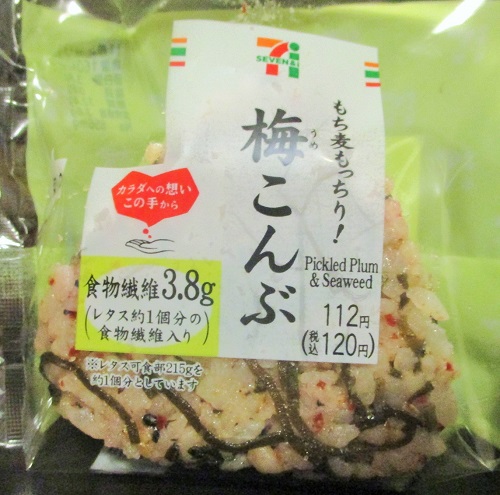 SEVEN&i
もち麦もっちり!
梅こんぶ
うめ
Pickled Plum
& Seaweed
112円
(税込120円)
カラダへの想い
この手から
食物繊維3.8g
(レタス約1個分の
食物繊維入り)
※レタス可食部215gを
約1個分としています